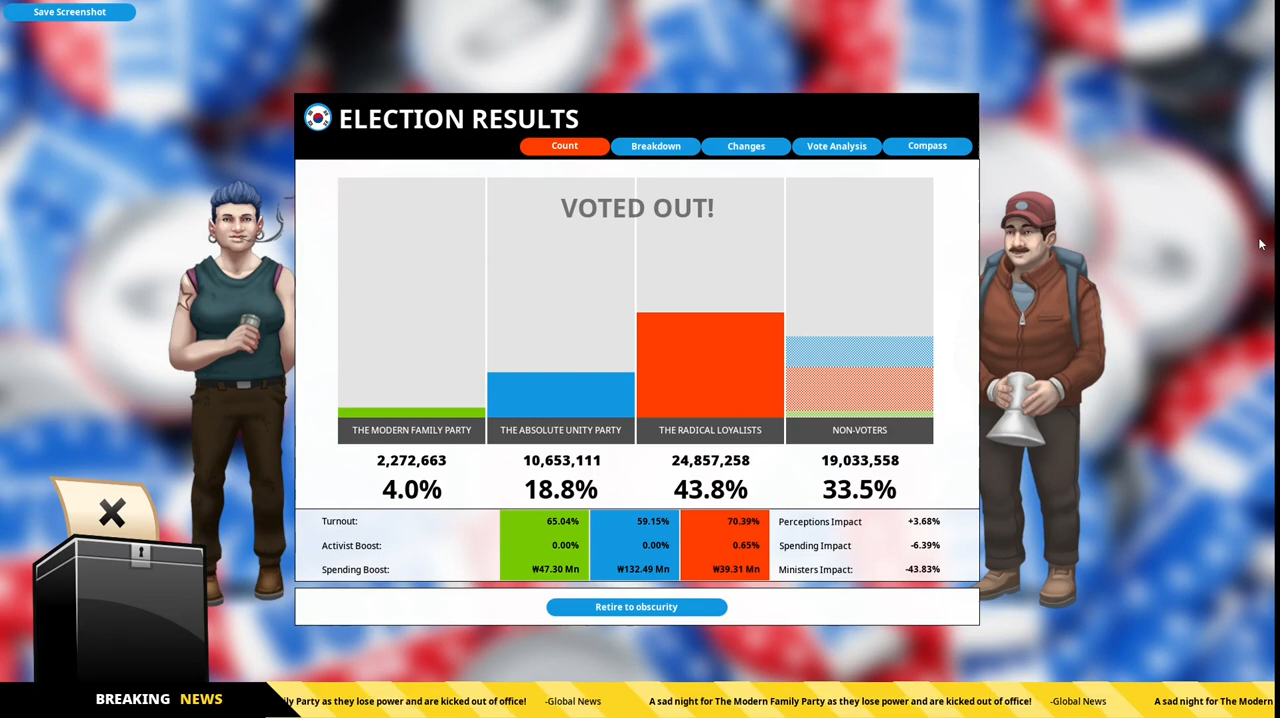 Save Screenshot
ELECTION RESULTS
Count Breakdown Changes Vote Analysis Compass
VOTED OUT!
THE MODERN FAMILY PARTY THE ABSOLUTE UNITY PARTY THE RADICAL LOYALISTS NON-VOTERS
2,272,663 10,653,111 24,857,258 19,033,558
4.0% 18.8% 43.8% 33.5%
Turnout: 65.04% 59.15% 70.39% Perceptions Impact +3.68%
Activist Boost: 0.00% 0.00% 0.65% Spending Impact -6.39%
Spending Boost: ₩47.30 Mn ₩132.49 Mn ₩39.31 Mn Ministers Impact: -43.83%
Retire to obscurity
BREAKING NEWS ily Party as they lose power and are kicked out of office! -Global News A sad night for The Modern Family Party as they lose power and are kicked out of office! -Global News A sad night for The Modern